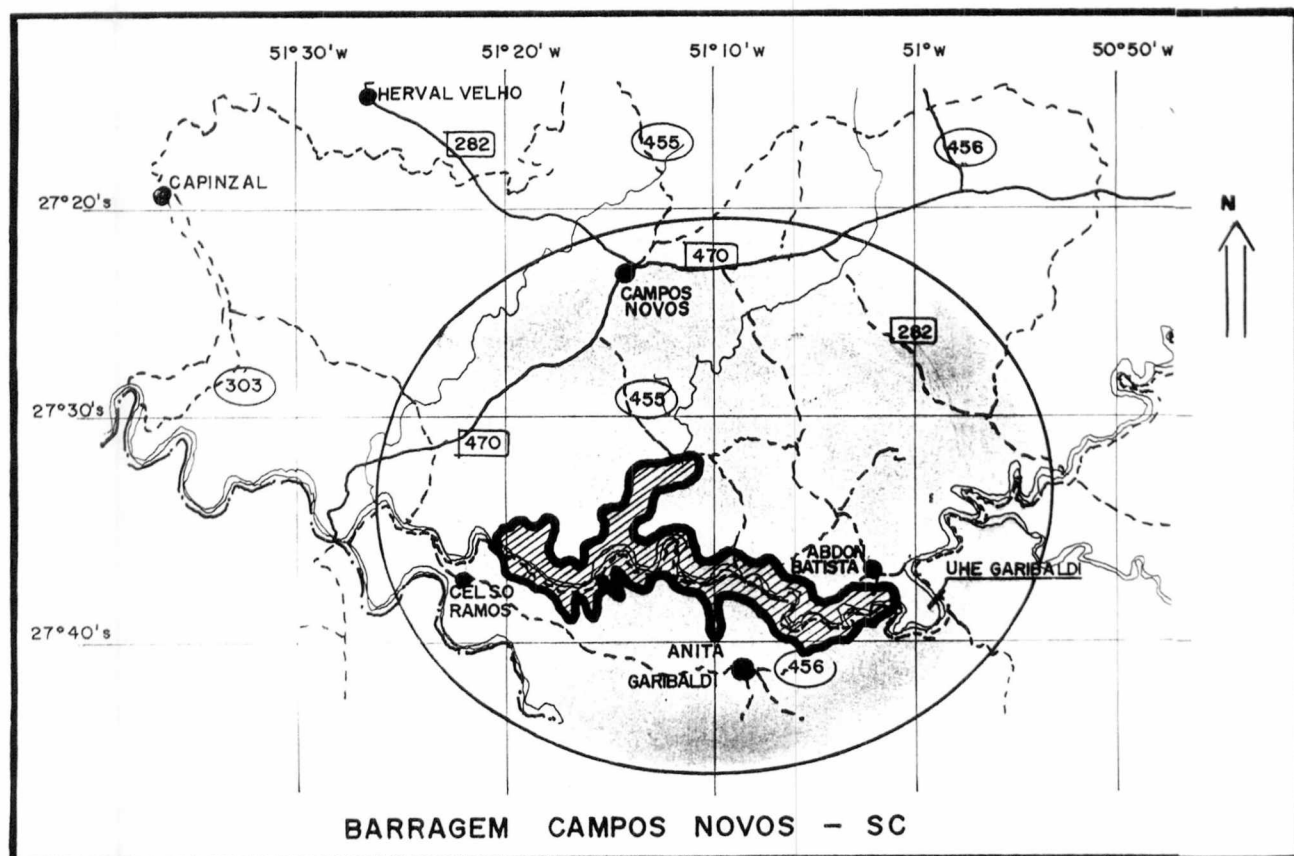 51°30'W
51°20'W
51°10'W
51°W
50°50'W
HERVAL VELHO
282
455
456
CAPINZAL
27°20's
N
470
CAMPOS
NOVOS
282
303
455
27°30's
470
ABDON
BATISTA
UHE GARIBALDI
CELSO
RAMOS
27°40's
ANITA
GARIBALDI
456
BARRAGEM CAMPOS NOVOS – SC